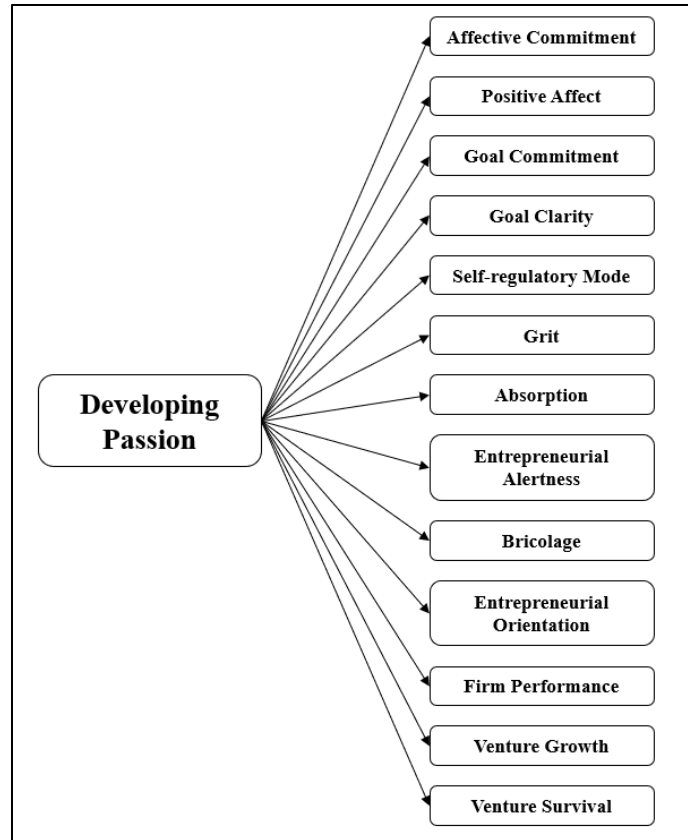 Affective Commitment
Positive Affect
Goal Commitment
Goal Clarity
Self-regulatory Mode
Grit
Developing
Passion
Absorption
Entrepreneurial
Alertness
Bricolage
Entrepreneurial
Orientation
Firm Performance
Venture Growth
Venture Survival